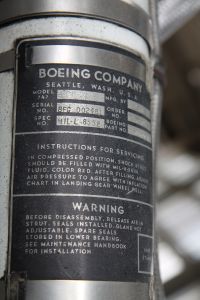 BOEING COMPANY
SEATTLE, WASH. U.S.A.
MODEL
747 MFG. BY
SERIAL
NO. ORDER
NO.
SPEC.
NO. MIL-L-8552 BOEING
PART NO.
INSTRUCTIONS FOR SERVICING
IN COMPRESSED POSITION, SHOCK STRUT
SHOULD BE FILLED WITH
FLUID, COLOR RED. AFTER FILLING,
AIR PRESSURE TO AGREE WITH INFLATION
CHART IN LANDING GEAR WHEEL WELL.
WARNING
BEFORE DISASSEMBLY, RELEASE AIR IN
STRUT. SEALS INSTALLED, GLAND NUT
ADJUSTABLE. SPARE SEALS
STORED IN LOWER BEARING.
SEE MAINTENANCE HANDBOOK
FOR INSTALLATION.